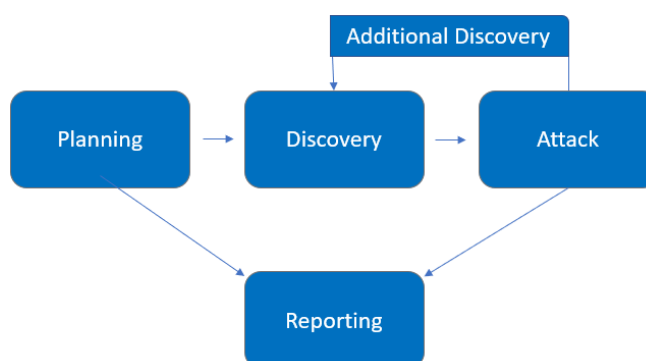 Additional Discovery
Planning
Discovery
Attack
Reporting